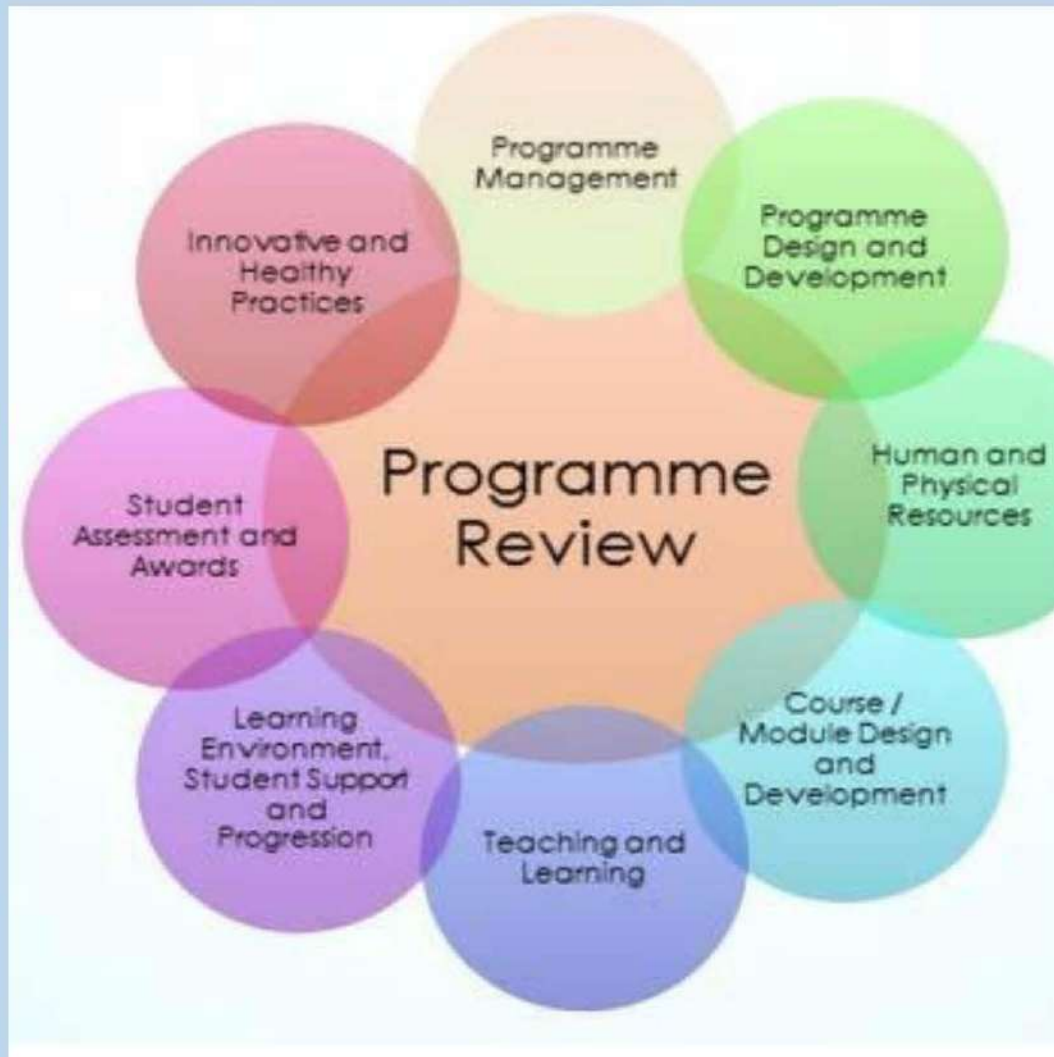 Programme
Management
Programme
Design and
Development
Human and
Physical
Resources
Course /
Module Design
and
Development
Teaching and
Learning
Learning
Environment,
Student Support
and
Progression
Student
Assessment and
Awards
Innovative and
Healthy
Practices
Programme
Review